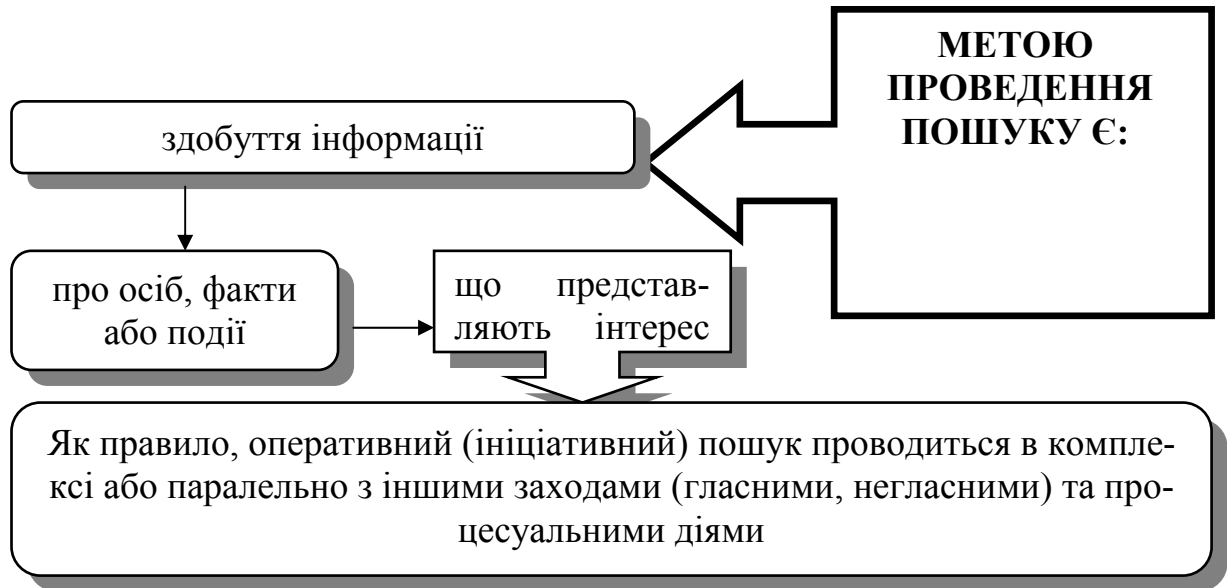 МЕТОЮ
ПРОВЕДЕННЯ
ПОШУКУ Є:
здобуття інформації
про осіб, факти
або події
що представ-
ляють інтерес
Як правило, оперативний (ініціативний) пошук проводиться в компле-
ксі або паралельно з іншими заходами (гласними, негласними) та про-
цесуальними діями